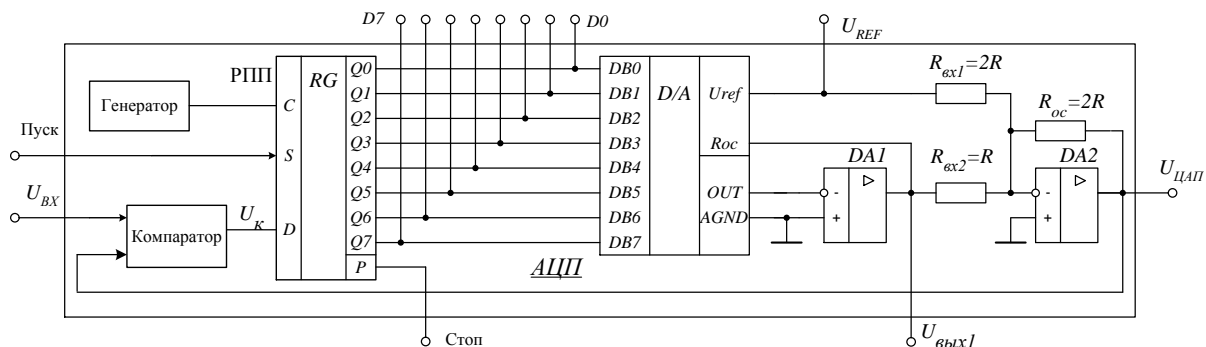 D7 D0
U_REF
РПП
RG
Генератор
C
Пуск
S
U_ВХ
Компаратор
U_К
D
Q0
Q1
Q2
Q3
Q4
Q5
Q6
Q7
P
DB0
DB1
DB2
DB3
DB4
DB5
DB6
DB7
D/A
Uref
Roc
OUT
AGND
R_вх1=2R
R_ос=2R
DA1
R_вх2=R
DA2
-
+
-
+
U_ЦАП
АЦП
Стоп
U_вых1